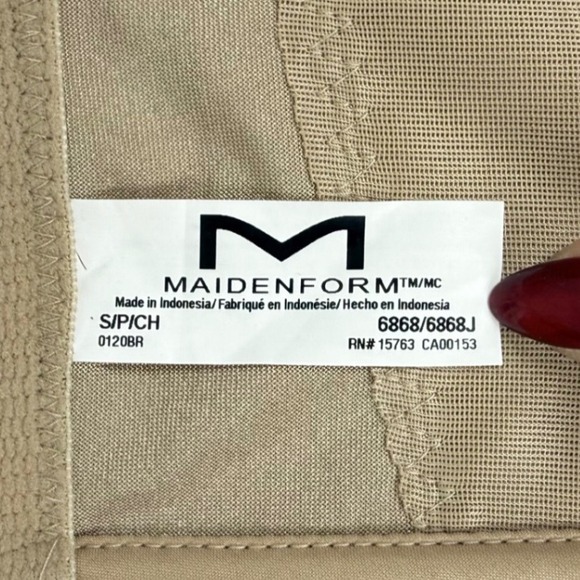 M
MAIDENFORM™/MC
Made in Indonesia/Fabriqué en Indonésie/Hecho en Indonesia
S/P/CH 6868/6868J
0120BR RN# 15763 CA00153